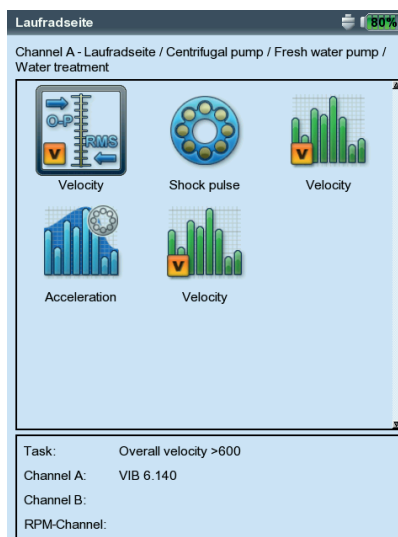 Laufradseite
80%
Channel A - Laufradseite / Centrifugal pump / Fresh water pump /
Water treatment
O-P
RMS
V
V
Velocity
Shock pulse
Velocity
V
Acceleration
Velocity
Task: Overall velocity >600
Channel A: VIB 6.140
Channel B:
RPM-Channel: